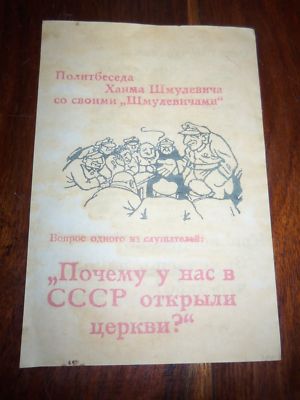 Политбеседа
Хаима Шмулевича
со своими „Шмулевичами“
Вопрос одного из слушателей:
„Почему у нас в
СССР открыли
церкви?“